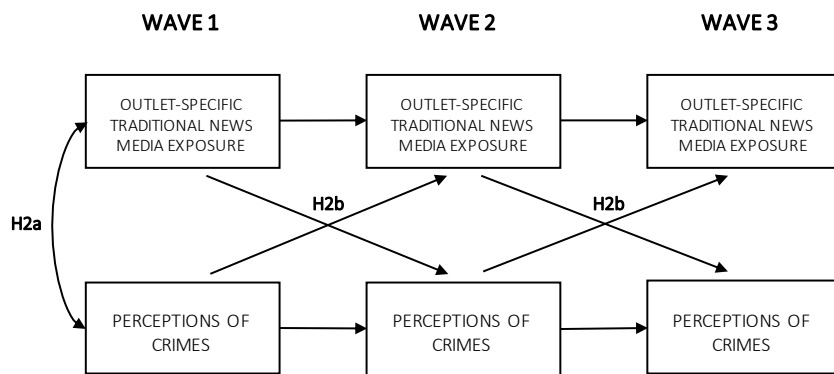 WAVE 1
WAVE 2
WAVE 3
OUTLET-SPECIFIC
TRADITIONAL NEWS
MEDIA EXPOSURE
OUTLET-SPECIFIC
TRADITIONAL NEWS
MEDIA EXPOSURE
OUTLET-SPECIFIC
TRADITIONAL NEWS
MEDIA EXPOSURE
H2a
H2b
H2b
PERCEPTIONS OF
CRIMES
PERCEPTIONS OF
CRIMES
PERCEPTIONS OF
CRIMES